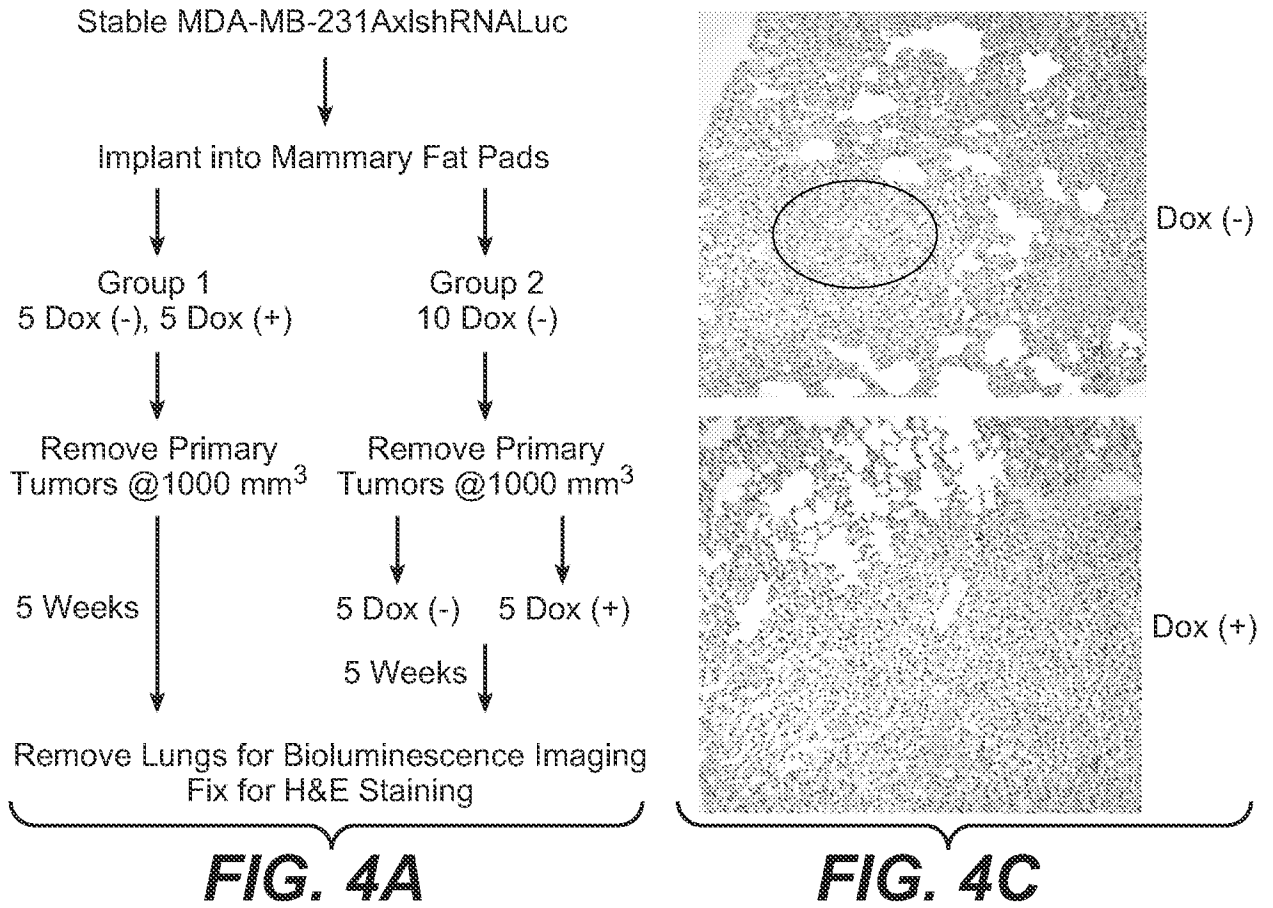 Stable MDA-MB-231AxlshRNALuc
Implant into Mammary Fat Pads
Group 1
5 Dox (-), 5 Dox (+)
Group 2
10 Dox (-)
Remove Primary
Tumors @1000 mm³
Remove Primary
Tumors @1000 mm³
5 Weeks
5 Dox (-)
5 Dox (+)
5 Weeks
Remove Lungs for Bioluminescence Imaging
Fix for H&E Staining
FIG. 4A
Dox (-)
Dox (+)
FIG. 4C